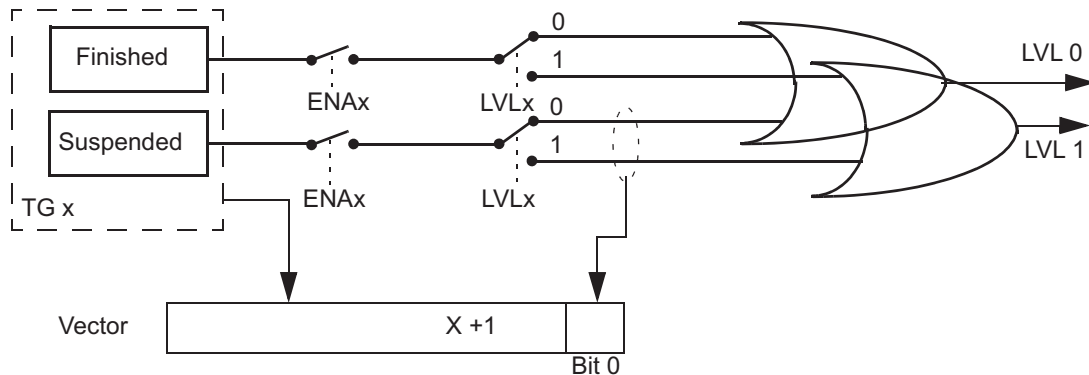 Finished
Suspended
TG x
ENAx
LVLx
0
1
ENAx
LVLx
0
1
LVL 0
LVL 1
Vector
X +1
Bit 0